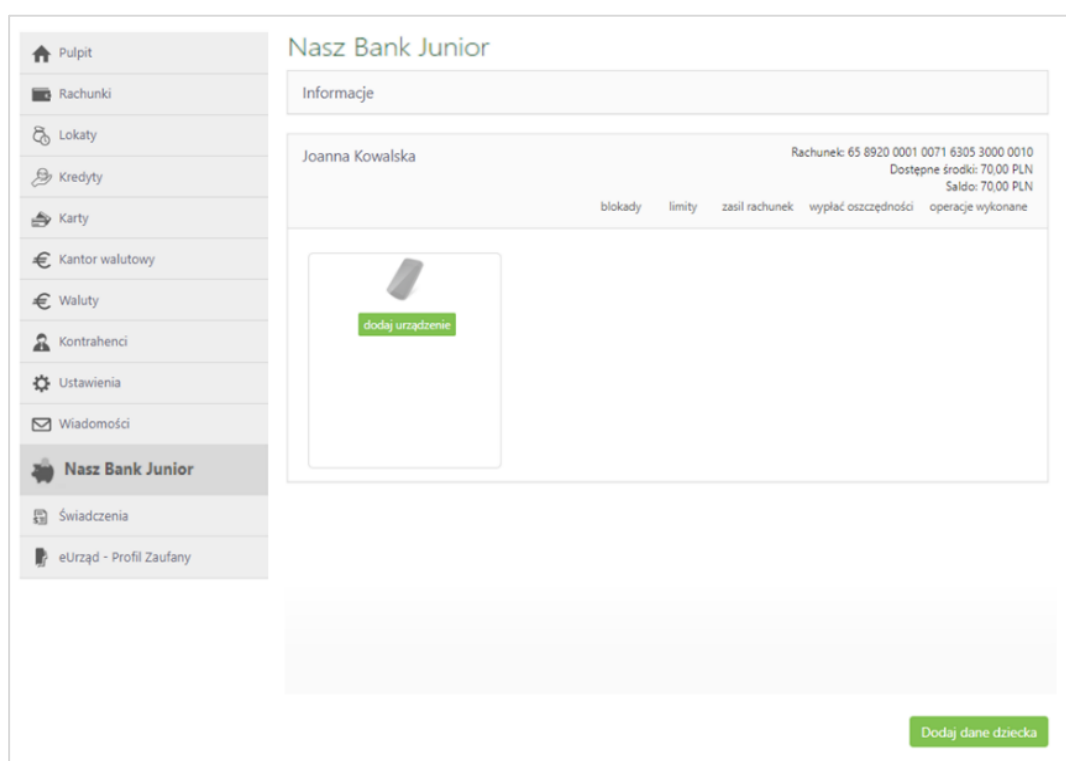 Pulpit
Rachunki
Lokaty
Kredyty
Karty
Kantor walutowy
Waluty
Kontrahenci
Ustawienia
Wiadomości
Nasz Bank Junior
Świadczenia
eUrząd - Profil Zaufany
Nasz Bank Junior
Informacje
Joanna Kowalska
Rachunek: 65 8920 0001 0071 6305 3000 0010
Dostępne środki: 70,00 PLN
Saldo: 70,00 PLN
blokady limity zasil rachunek wypłać oszczędności operacje wykonane
dodaj urządzenie
Dodaj dane dziecka